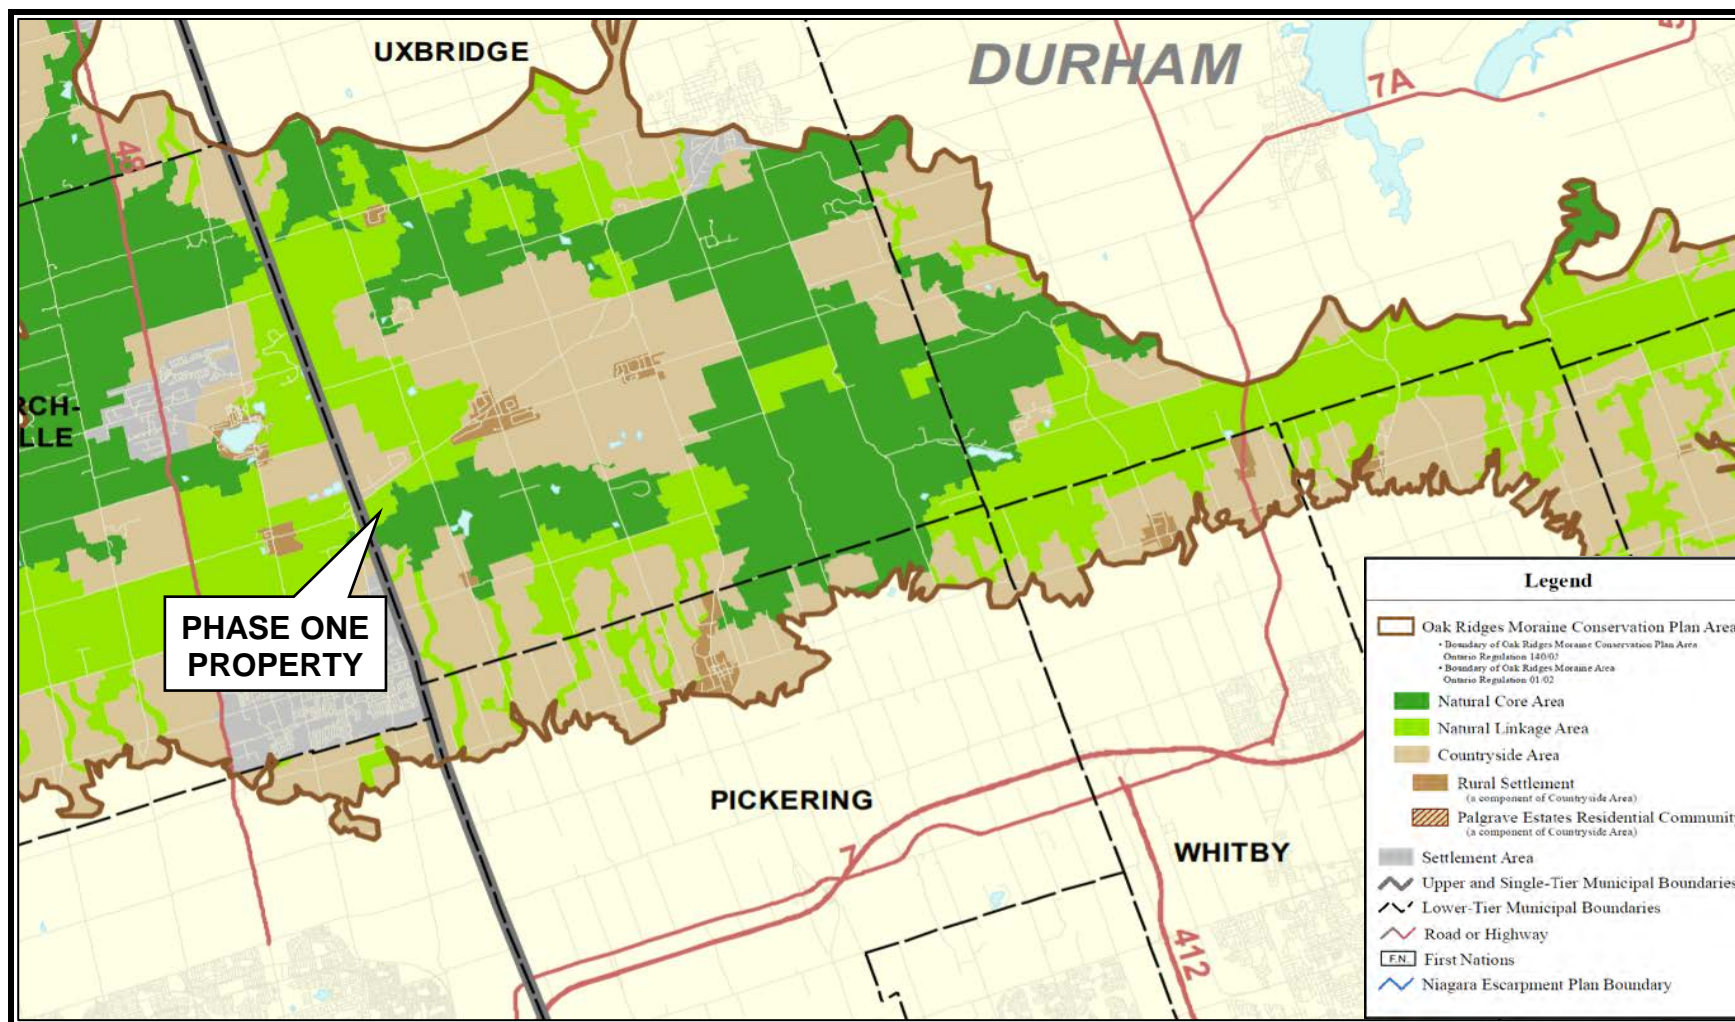 UXBRIDGE
DURHAM
7A
48
RCH-
LLE
PHASE ONE
PROPERTY
PICKERING
7
WHITBY
412
Legend
Oak Ridges Moraine Conservation Plan Area
• Boundary of Oak Ridges Moraine Conservation Plan Area
Ontario Regulation 140/02
• Boundary of Oak Ridges Moraine Area
Ontario Regulation 01/02
Natural Core Area
Natural Linkage Area
Countryside Area
Rural Settlement
(a component of Countryside Area)
Palgrave Estates Residential Community
(a component of Countryside Area)
Settlement Area
Upper and Single-Tier Municipal Boundaries
Lower-Tier Municipal Boundaries
Road or Highway
F.N. First Nations
Niagara Escarpment Plan Boundary